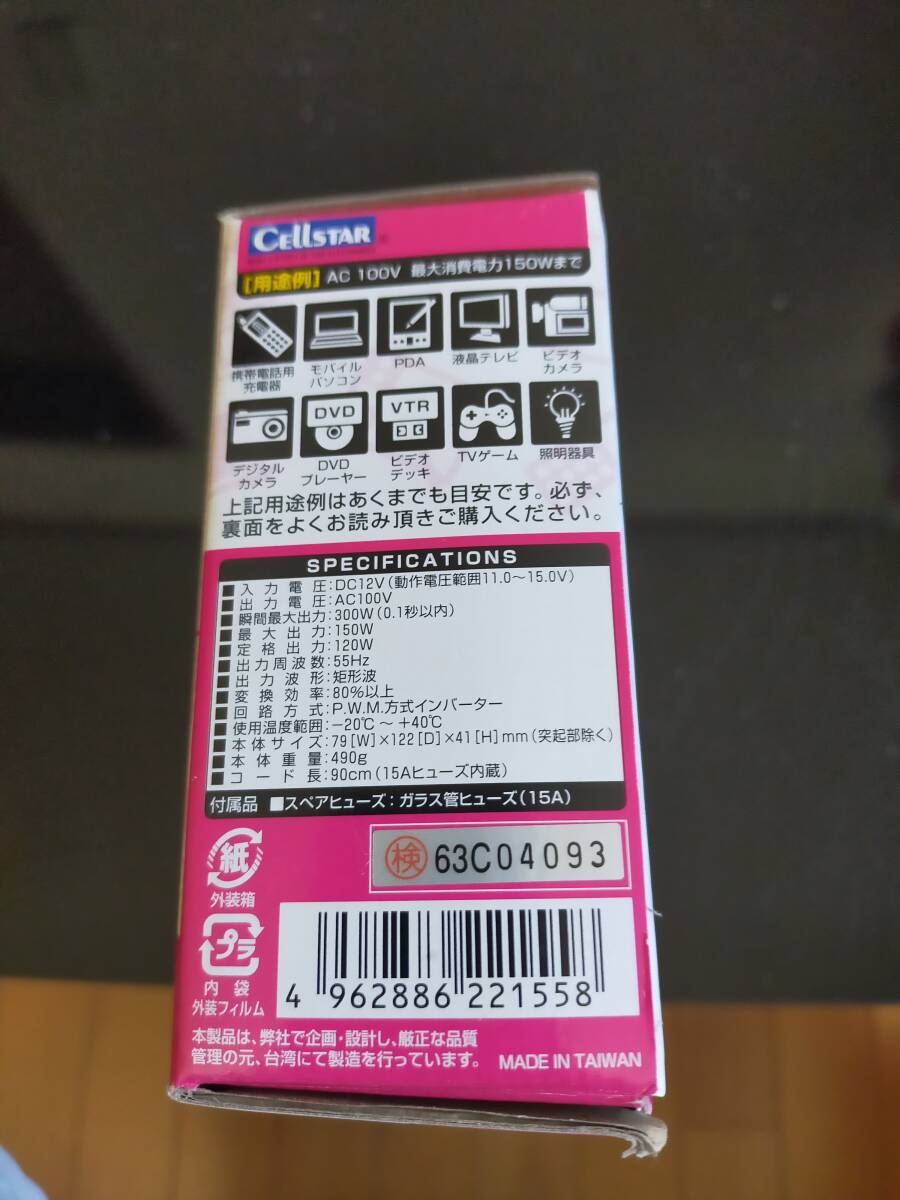 CELLSTAR
[用途例] AC 100V 最大消費電力150Wまで
携帯電話用
充電器
モバイル
パソコン
PDA
液晶テレビ
ビデオ
カメラ
デジタル
カメラ
DVD
DVD
プレーヤー
VTR
ビデオ
デッキ
TVゲーム
照明器具
上記用途例はあくまでも目安です。必ず、
裏面をよくお読み頂きご購入ください。
SPECIFICATIONS
■入力電圧:DC12V(動作電圧範囲11.0〜15.0V)
■出力電圧:AC100V
■瞬間最大出力:300W(0.1秒以内)
■最大出力:150W
■定格出力:120W
■出力周波数:55Hz
■出力波形:矩形波
■変換効率:80%以上
■回路方式:P.W.M.方式インバーター
■使用温度範囲:−20℃〜+40℃
■本体サイズ:79[W]×122[D]×41[H]mm(突起部除く)
■本体重量:490g
■コード長:90cm(15Aヒューズ内蔵)
付属品 ■スペアヒューズ:ガラス管ヒューズ(15A)
紙
外装箱
検 63C04093
プラ
内袋
外装フィルム
4 962886 221558
本製品は、弊社で企画・設計し、厳正な品質
管理の元、台湾にて製造を行っています。
MADE IN TAIWAN